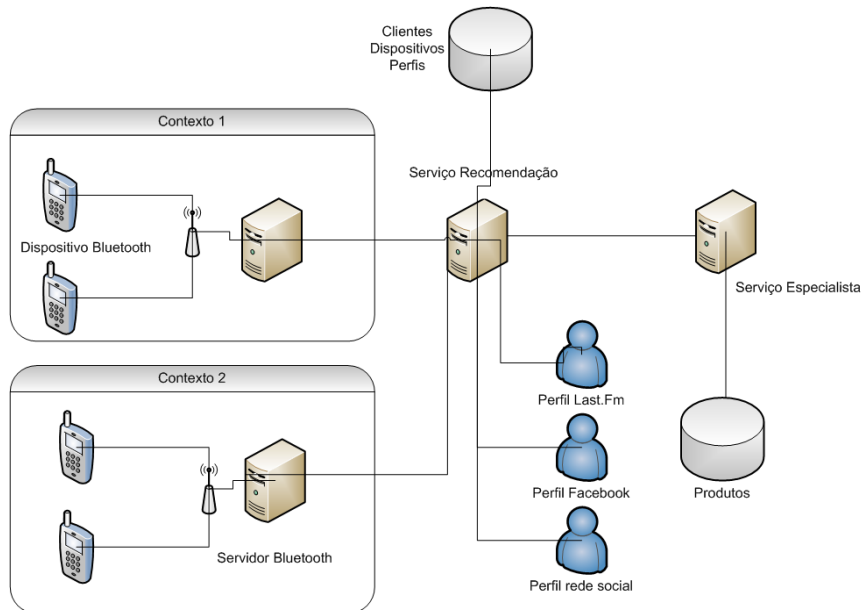 Clientes
Dispositivos
Perfis
Contexto 1
Serviço Recomendação
Dispositivo Bluetooth
Serviço Especialista
Contexto 2
Perfil Last.Fm
Perfil Facebook
Produtos
Servidor Bluetooth
Perfil rede social